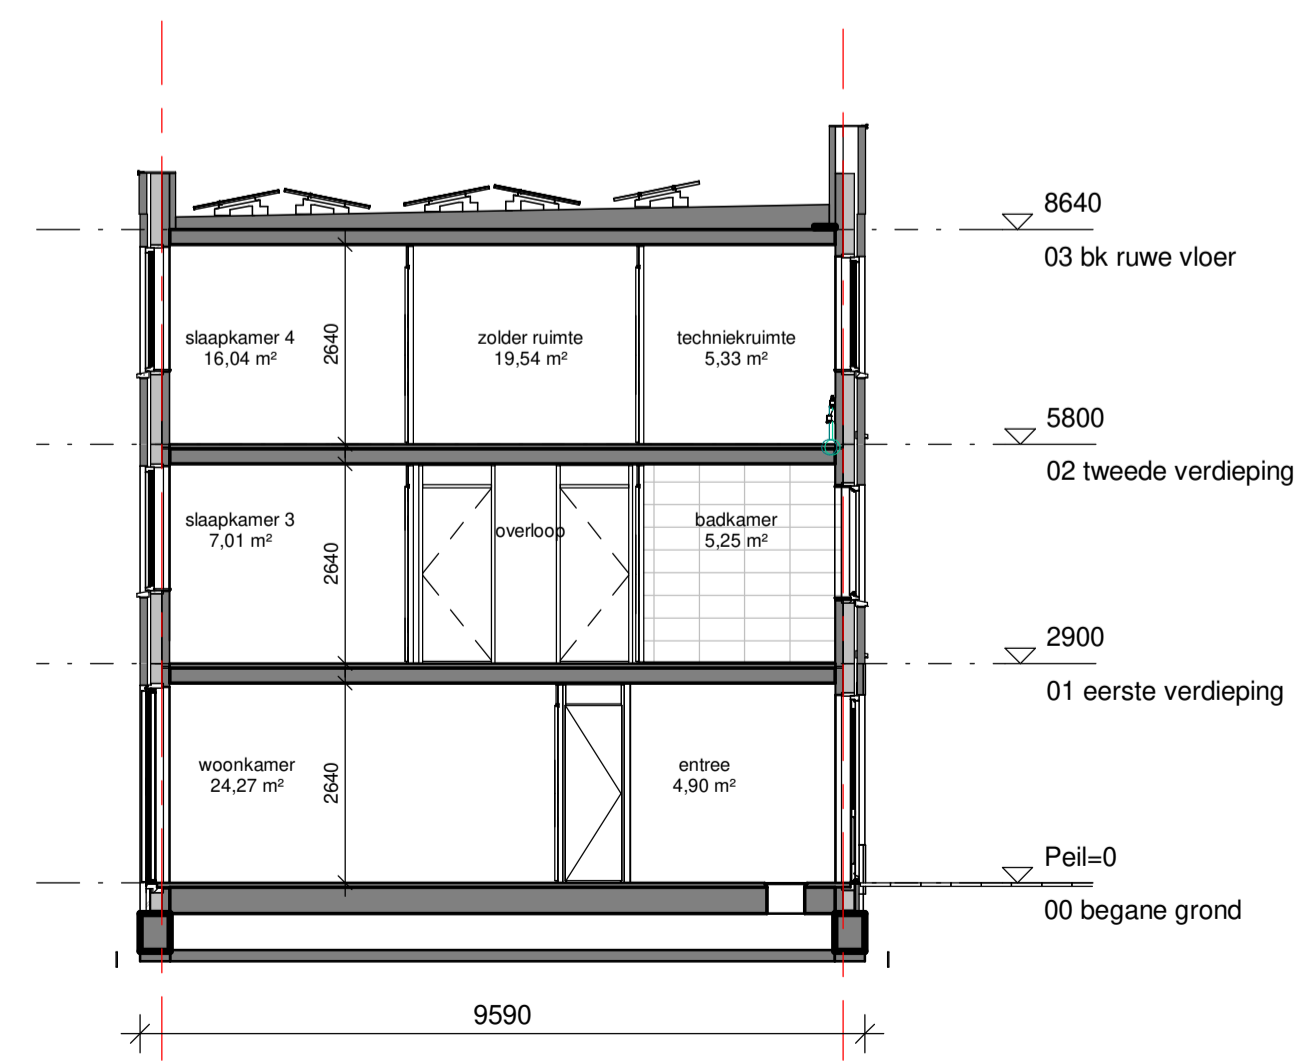 8640
03 bk ruwe vloer
slaapkamer 4
16,04 m²
2640
zolder ruimte
19,54 m²
techniekruimte
5,33 m²
5800
02 tweede verdieping
slaapkamer 3
7,01 m²
2640
overloop
badkamer
5,25 m²
2900
01 eerste verdieping
woonkamer
24,27 m²
2640
entree
4,90 m²
Peil=0
00 begane grond
9590